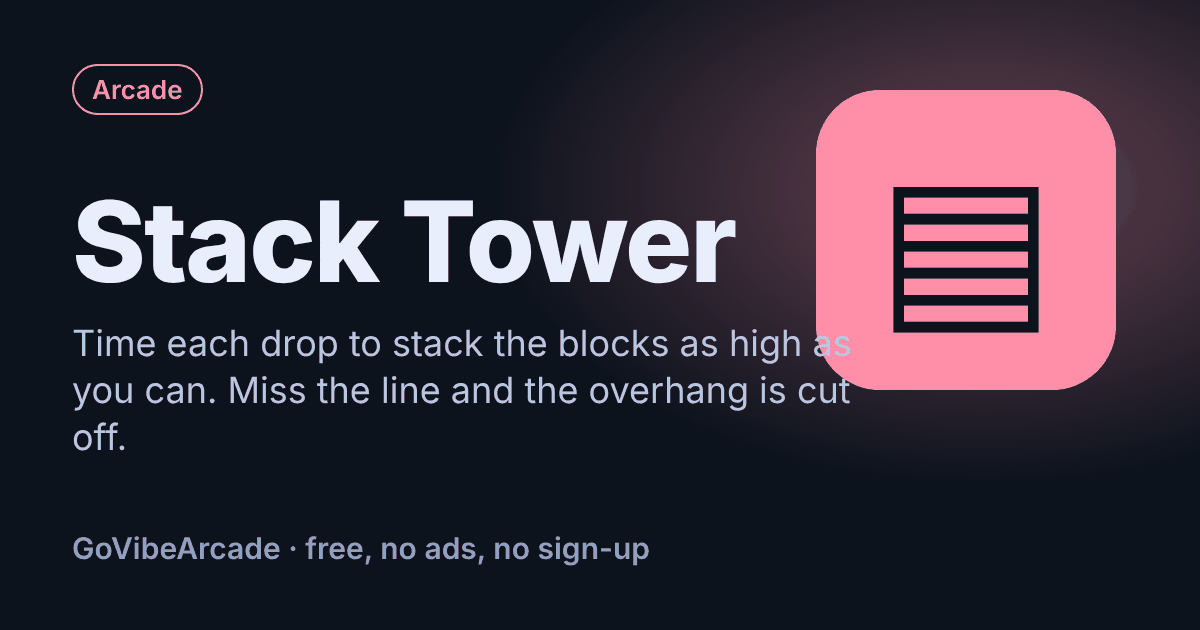 Arcade
Stack Tower
Time each drop to stack the blocks as high as
you can. Miss the line and the overhang is cut
off.
GoVibeArcade · free, no ads, no sign-up